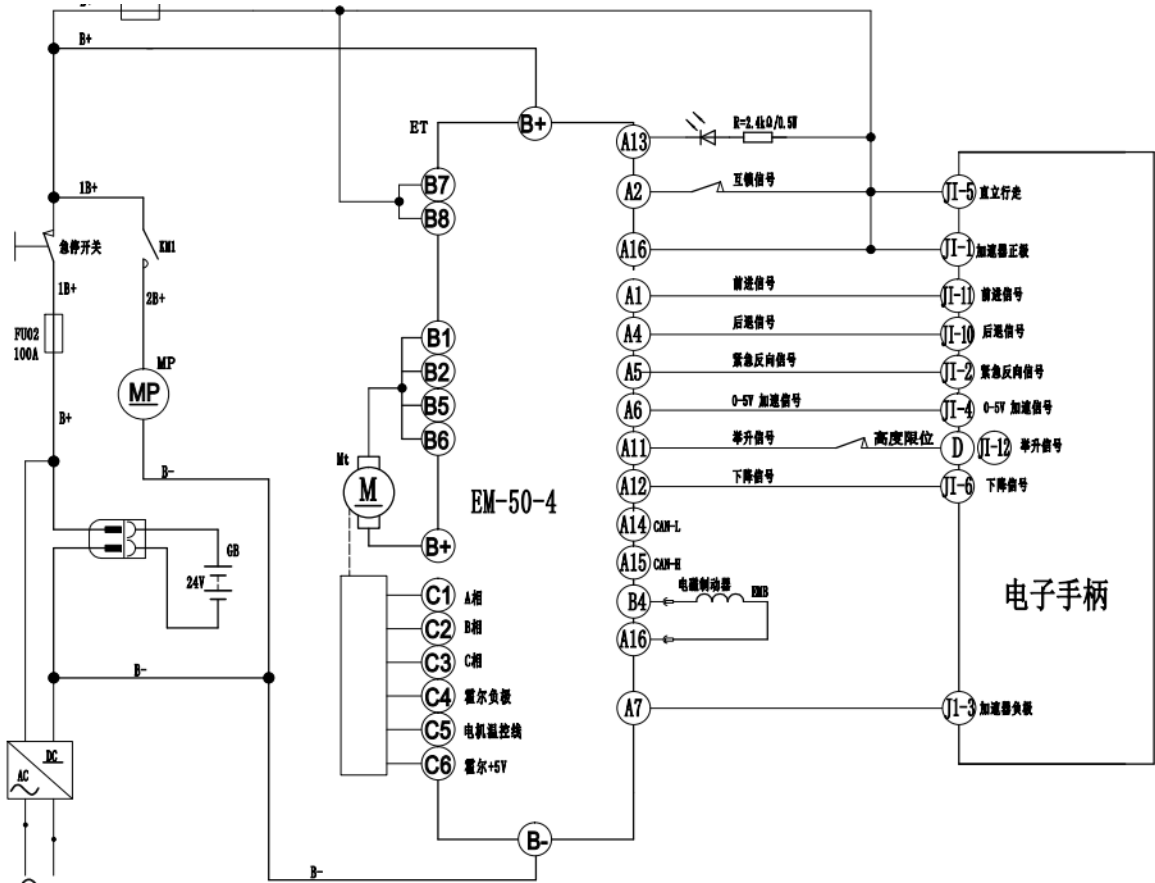 B+
ET
B+
A13
R=2.4kΩ/0.5W
B7
B8
A2
互锁信号
JI-5
直立行走
1B+
急停开关
KM1
A16
JI-1
加速器正极
1B+
2B+
A1
前进信号
JI-11
前进信号
FU02
100A
B1
A4
后退信号
JI-10
后退信号
MP
MP
B2
A5
紧急反向信号
JI-2
紧急反向信号
B+
B5
A6
0-5V 加速信号
JI-4
0-5V 加速信号
B6
A11
举升信号
高度限位
D
JI-12
举升信号
B-
Mt
M
EM-50-4
A12
下降信号
JI-6
下降信号
A14
CAN-L
B+
A15
CAN-H
GB
24V
电磁制动器
EMB
C1
A相
B4
电子手柄
C2
B相
A16
C3
C相
B-
C4
霍尔负极
A7
J1-3
加速器负极
C5
电机温控线
C6
霍尔+5V
DC
AC
B-
B-